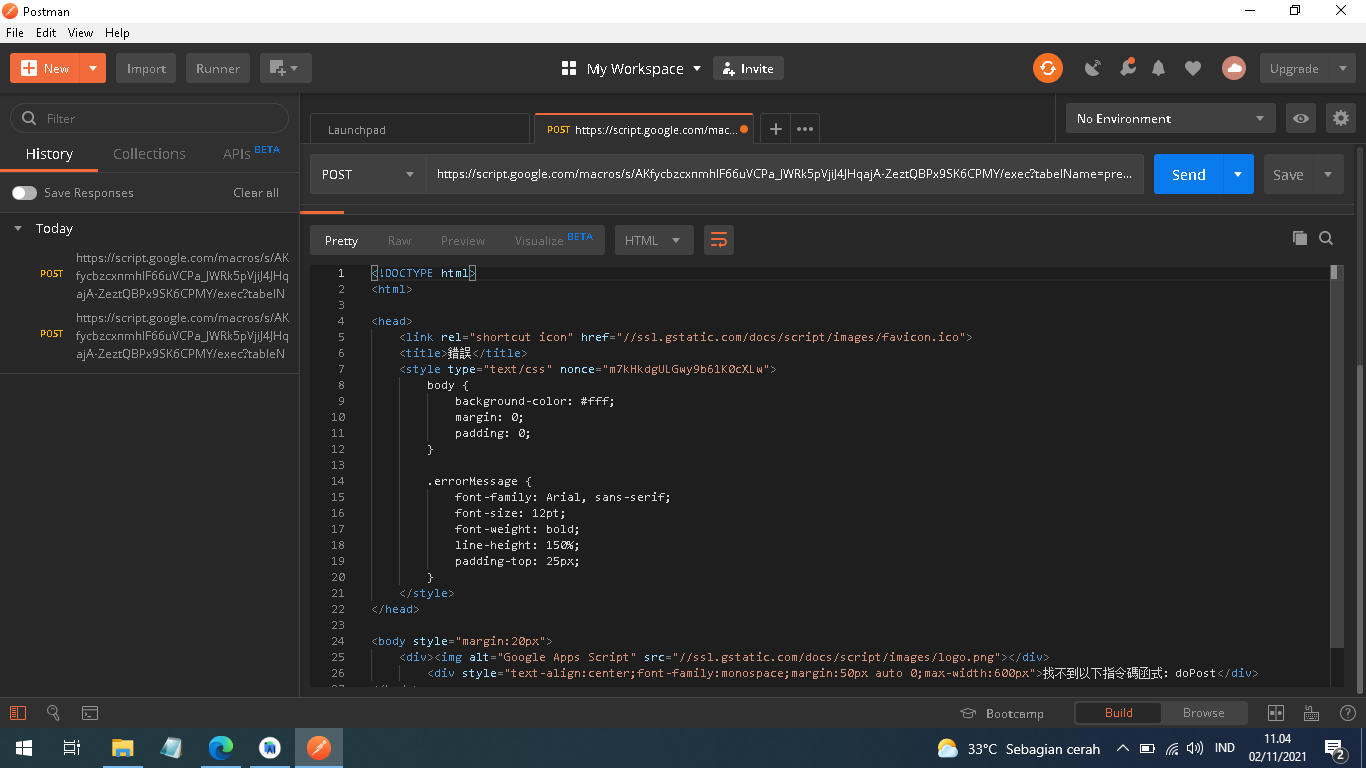 Postman
File Edit View Help
New Import Runner My Workspace Invite Upgrade
Filter
History Collections APIs BETA
Save Responses Clear all
Today
POST https://script.google.com/macros/s/AK
fycbzcxnmhIF66uVCPa_JWRk5pVjiJ4JHq
ajA-ZeztQBPx9SK6CPMY/exec?tabelN
POST https://script.google.com/macros/s/AK
fycbzcxnmhIF66uVCPa_JWRk5pVjiJ4JHq
ajA-ZeztQBPx9SK6CPMY/exec?tableN
Launchpad POST https://script.google.com/mac... No Environment
POST https://script.google.com/macros/s/AKfycbzcxnmhIF66uVCPa_JWRk5pVjiJ4JHqajA-ZeztQBPx9SK6CPMY/exec?tabelName=pre... Send Save
Pretty Raw Preview Visualize BETA HTML
1 <!DOCTYPE html>
2 <html>
3
4 <head>
5 <link rel="shortcut icon" href="//ssl.gstatic.com/docs/script/images/favicon.ico">
6 <title>錯誤</title>
7 <style type="text/css" nonce="m7kHkdgULGwy9b61K0cXLw">
8 body {
9 background-color: #fff;
10 margin: 0;
11 padding: 0;
12 }
13
14 .errorMessage {
15 font-family: Arial, sans-serif;
16 font-size: 12pt;
17 font-weight: bold;
18 line-height: 150%;
19 padding-top: 25px;
20 }
21 </style>
22 </head>
23
24 <body style="margin:20px">
25 <div><img alt="Google Apps Script" src="//ssl.gstatic.com/docs/script/images/logo.png"></div>
26 <div style="text-align:center;font-family:monospace;margin:50px auto 0;max-width:600px">找不到以下指令碼函式：doPost</div>
Bootcamp Build Browse
33°C Sebagian cerah IND 11.04
02/11/2021 2